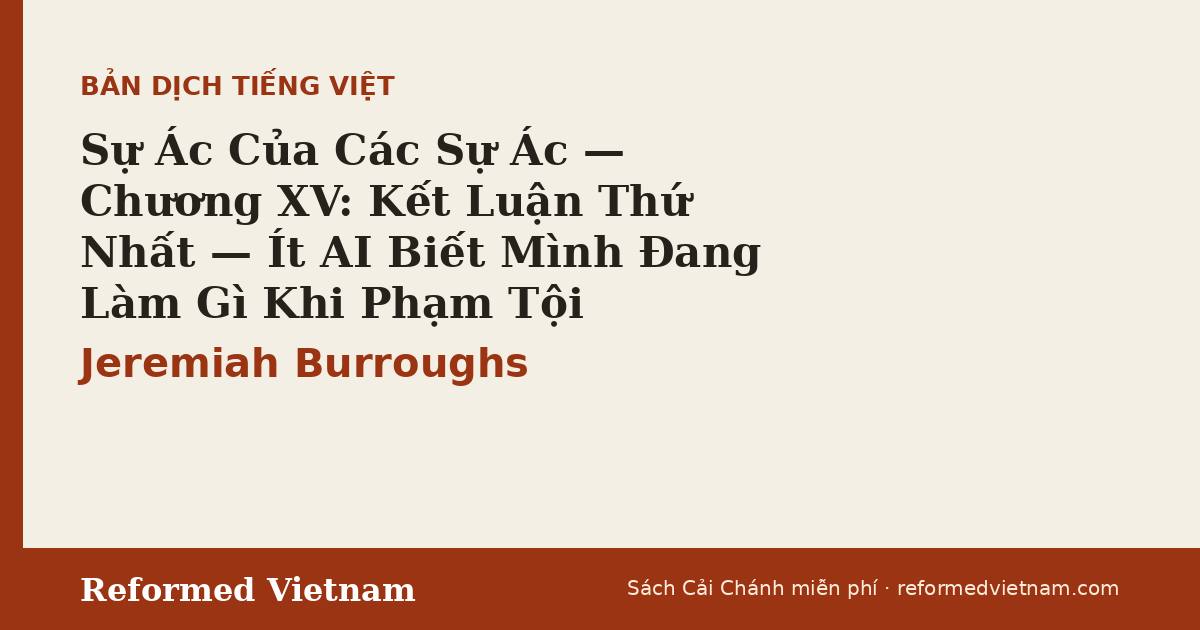 BẢN DỊCH TIẾNG VIỆT
Sự Ác Của Các Sự Ác —
Chương XV: Kết Luận Thứ
Nhất — Ít AI Biết Mình Đang
Làm Gì Khi Phạm Tội
Jeremiah Burroughs
Reformed Vietnam
Sách Cải Chánh miễn phí · reformedvietnam.com